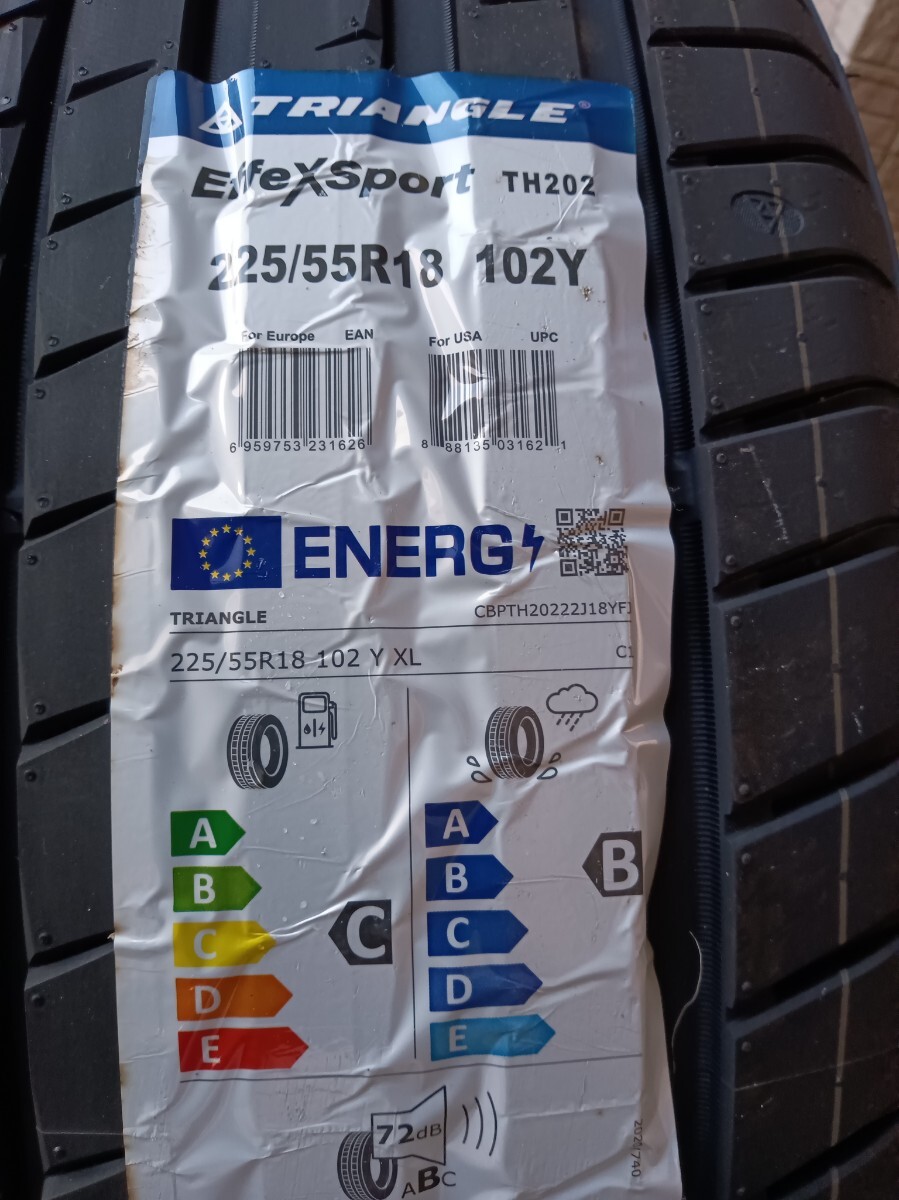 TRIANGLE®
EffeXSport TH202
225/55R18 102Y
For Europe EAN
For USA UPC
6 959753 231626
8 88135 03162 1
ENERG
TRIANGLE
CBPTH20222J18YFJ
225/55R18 102 Y XL
C1
A
B
C
D
E
C
A
B
C
D
E
B
72dB
ABC